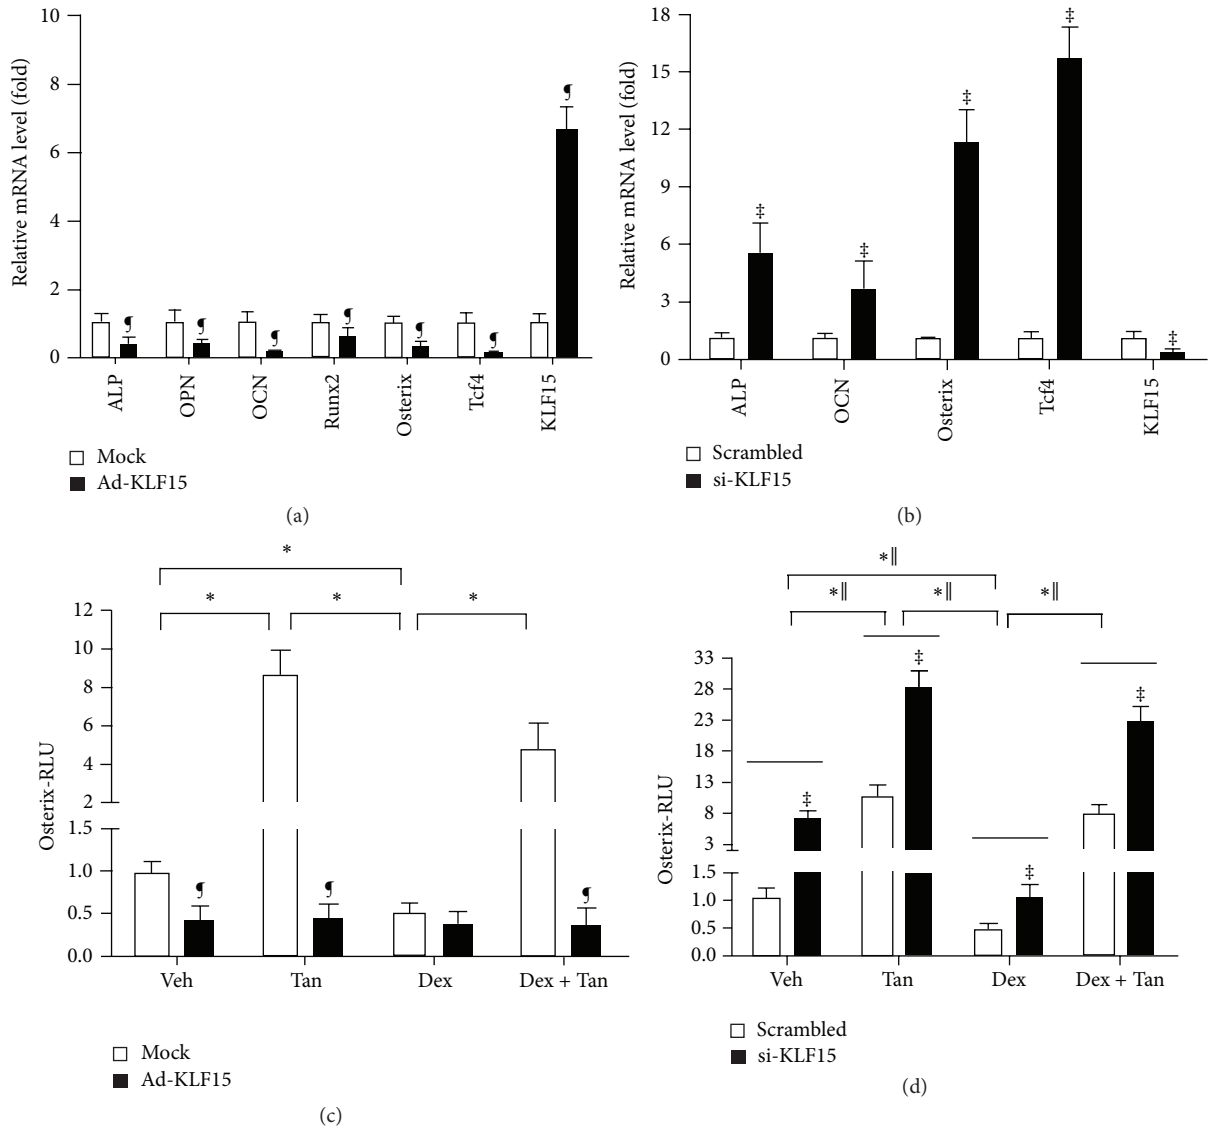 Relative mRNA level (fold)
10
8
6
4
2
0
¶
¶
¶
¶
¶
¶
¶
ALP
OPN
OCN
Runx2
Osterix
Tcf4
KLF15
Mock
Ad-KLF15
(a)
Relative mRNA level (fold)
18
15
12
9
6
3
0
‡
‡
‡
‡
‡
ALP
OCN
Osterix
Tcf4
KLF15
Scrambled
si-KLF15
(b)
*
* * *
Osterix-RLU
12
10
8
6
4
2
1.5
1.0
0.5
0.0
¶ ¶ ¶
Veh Tan Dex Dex + Tan
Mock
Ad-KLF15
(c)
*‖
*‖ *‖ *‖
Osterix-RLU
33
28
23
18
13
8
3
1.5
1.0
0.5
0.0
‡
‡
‡
‡
Veh Tan Dex Dex + Tan
Scrambled
si-KLF15
(d)